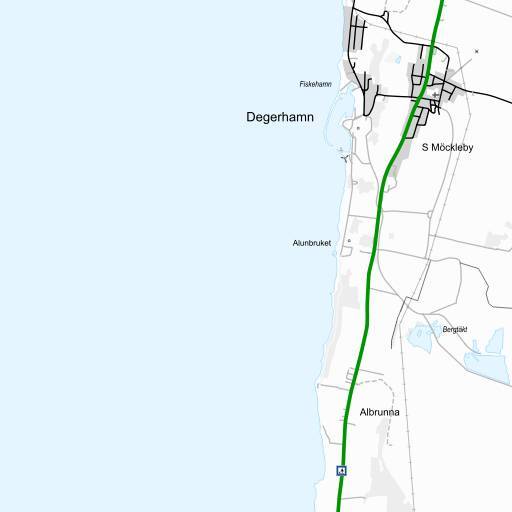 Fiskehamn
Degerhamn
S Möckleby
Alunbruket
Bergtäkt
Albrunna